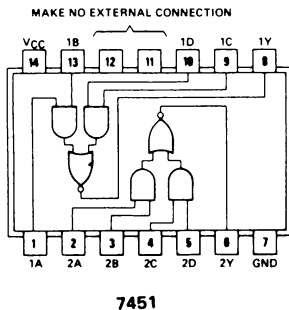 MAKE NO EXTERNAL CONNECTION
VCC 1B 1D 1C 1Y
14 13 12 11 10 9 8
1 2 3 4 5 6 7
1A 2A 2B 2C 2D 2Y GND
7451